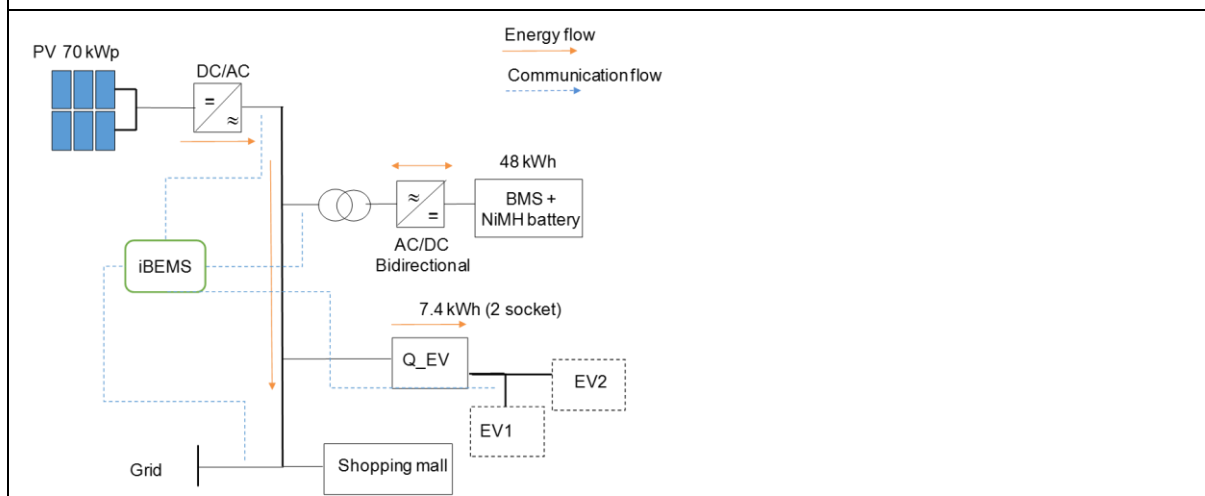 Energy flow
PV 70 kWp
DC/AC
Communication flow
=
≈
48 kWh
≈
=
BMS +
NiMH battery
AC/DC
Bidirectional
iBEMS
7.4 kWh (2 socket)
Q_EV
EV2
EV1
Grid
Shopping mall